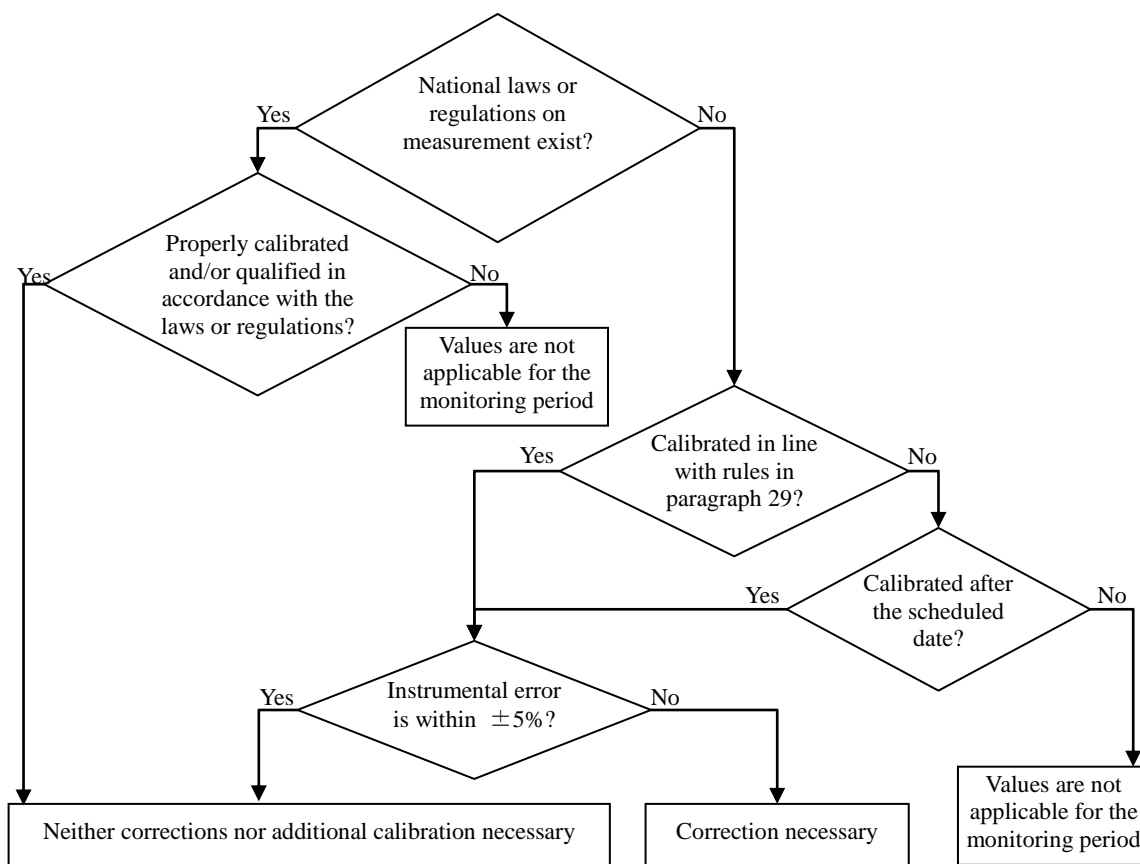 National laws or
regulations on
measurement exist?
Yes
No
Properly calibrated
and/or qualified in
accordance with the
laws or regulations?
Yes
No
Values are not
applicable for the
monitoring period
Calibrated in line
with rules in
paragraph 29?
Yes
No
Calibrated after
the scheduled
date?
Yes
No
Instrumental error
is within ±5%?
Yes
No
Values are not
applicable for the
monitoring period
Neither corrections nor additional calibration necessary
Correction necessary